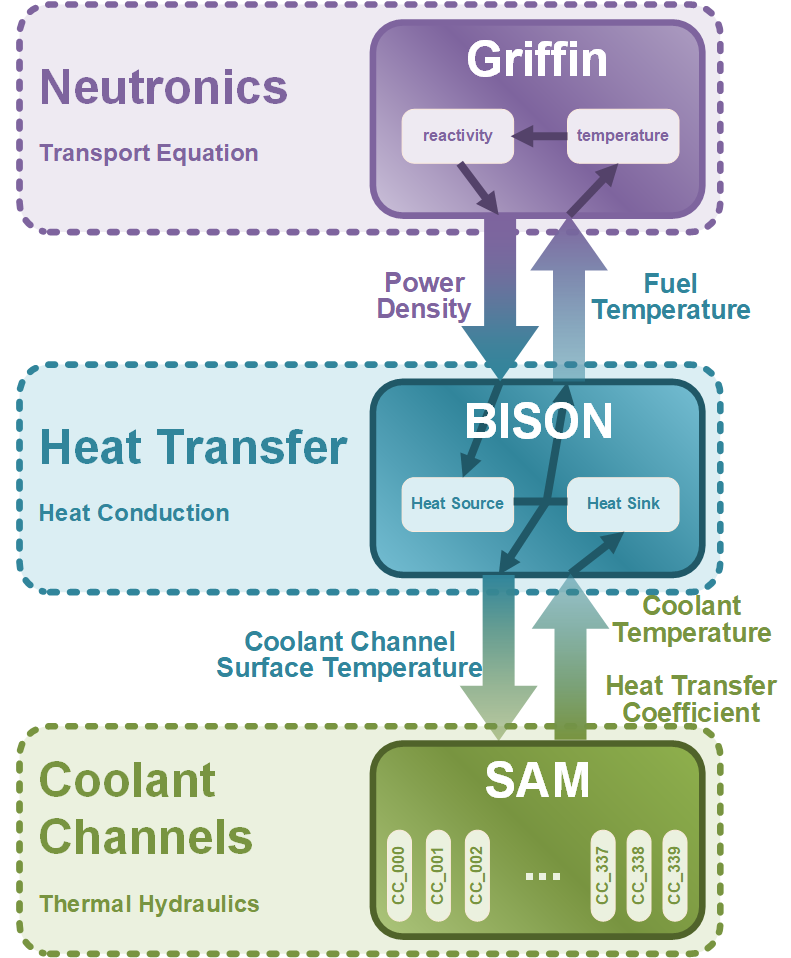 Neutronics
Transport Equation
Griffin
reactivity
temperature
Power
Density
Fuel
Temperature
Heat Transfer
Heat Conduction
BISON
Heat Source
Heat Sink
Coolant Channel
Surface Temperature
Coolant
Temperature
Heat Transfer
Coefficient
Coolant
Channels
Thermal Hydraulics
SAM
CC_000
CC_001
CC_002
...
CC_337
CC_338
CC_339